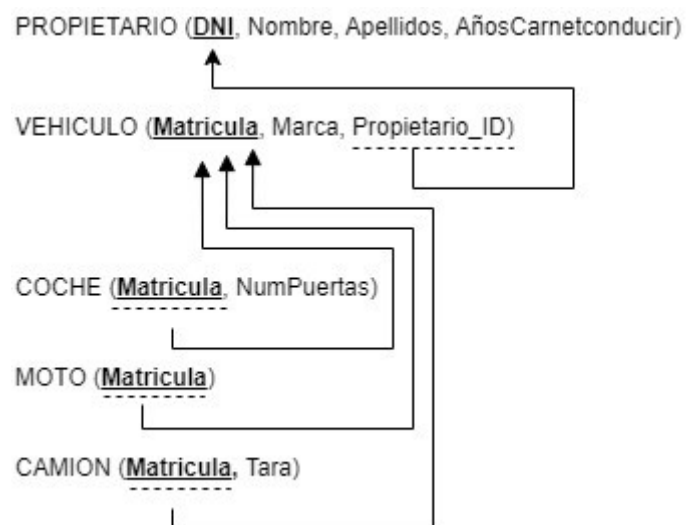 PROPIETARIO (DNI, Nombre, Apellidos, AñosCarnetconducir)
VEHICULO (Matricula, Marca, Propietario_ID)
COCHE (Matricula, NumPuertas)
MOTO (Matricula)
CAMION (Matricula, Tara)